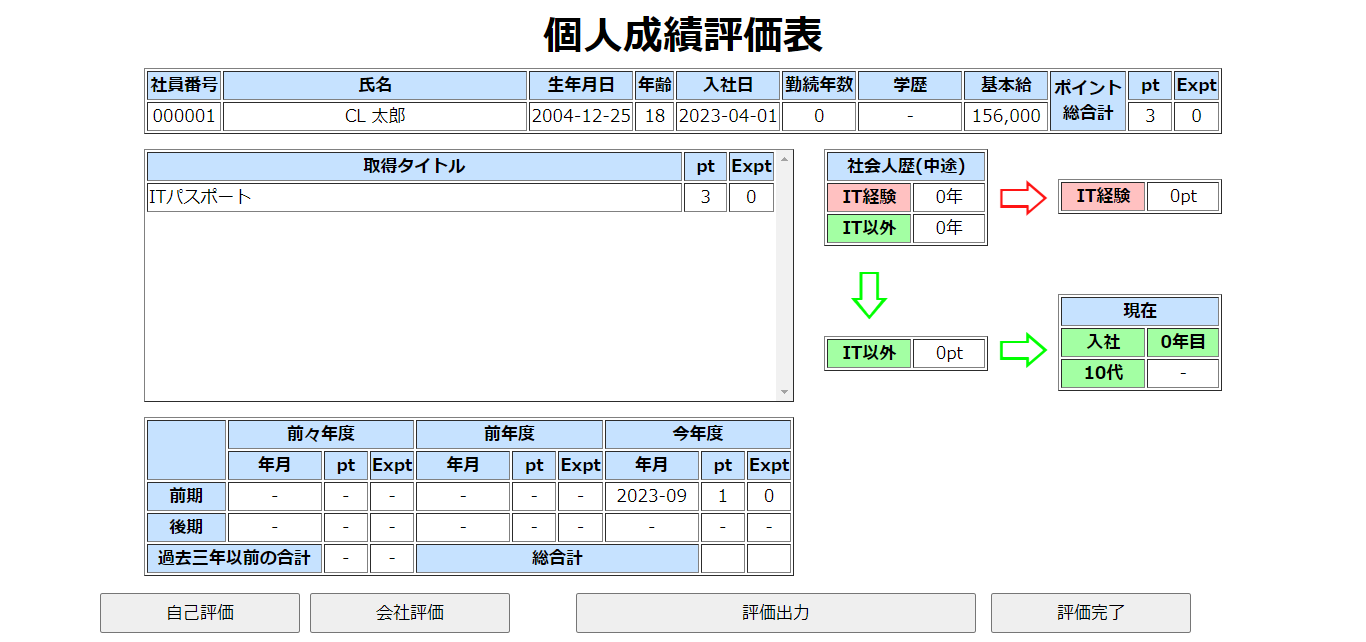 個人成績評価表
社員番号 氏名 生年月日 年齢 入社日 勤続年数 学歴 基本給 ポイント総合計 pt Expt
000001 CL 太郎 2004-12-25 18 2023-04-01 0 - 156,000 3 0
取得タイトル pt Expt
ITパスポート 3 0
社会人歴(中途)
IT経験 0年
IT以外 0年
IT経験 0pt
IT以外 0pt
現在
入社 0年目
10代 -
前々年度 前年度 今年度
年月 pt Expt 年月 pt Expt 年月 pt Expt
前期 - - - - - - 2023-09 1 0
後期 - - - - - - - - -
過去三年以前の合計 - - 総合計
自己評価 会社評価 評価出力 評価完了